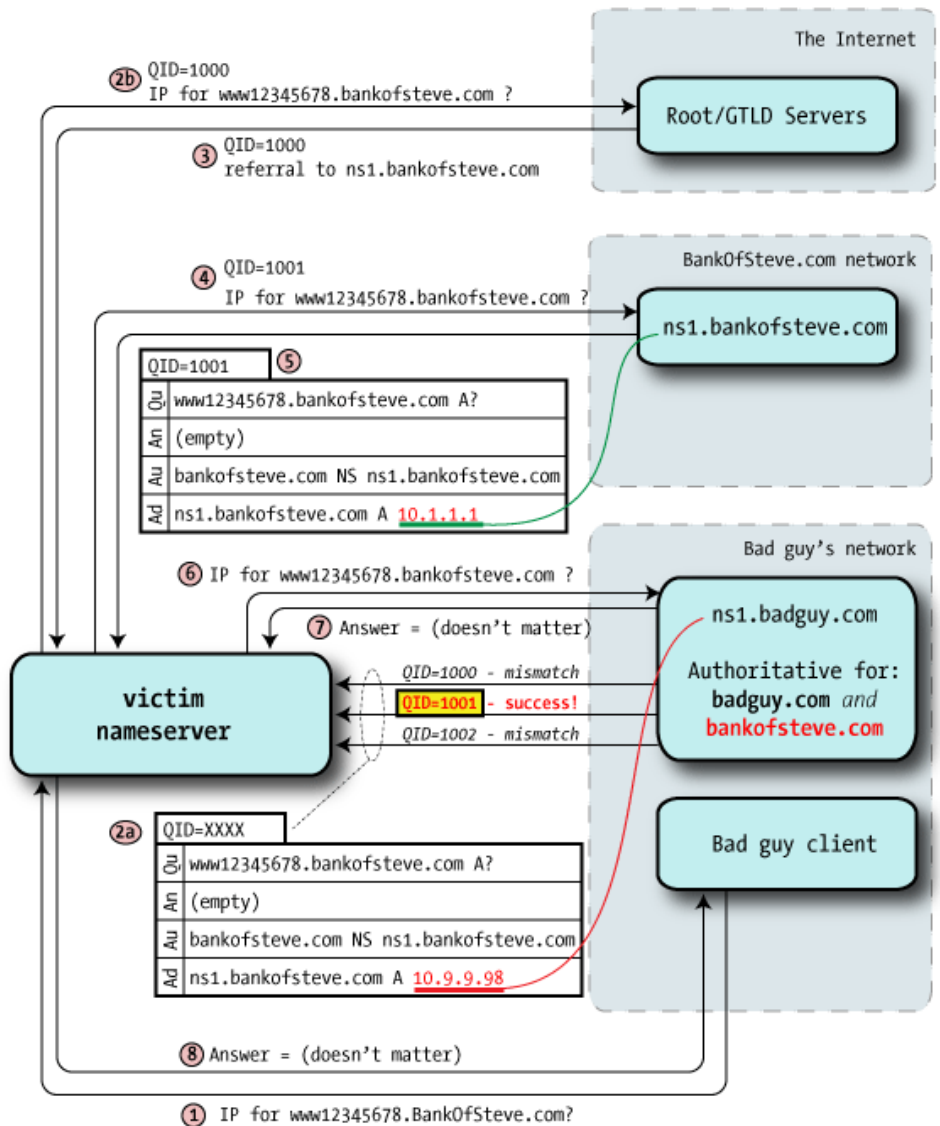 The Internet
2b
QID=1000
IP for www12345678.bankofsteve.com ?
Root/GTLD Servers
3
QID=1000
referral to ns1.bankofsteve.com
BankOfSteve.com network
4
QID=1001
IP for www12345678.bankofsteve.com ?
ns1.bankofsteve.com
QID=1001
5
Qu www12345678.bankofsteve.com A?
An (empty)
Au bankofsteve.com NS ns1.bankofsteve.com
Ad ns1.bankofsteve.com A 10.1.1.1
Bad guy's network
6 IP for www12345678.bankofsteve.com ?
7 Answer = (doesn't matter)
ns1.badguy.com
Authoritative for:
badguy.com and
bankofsteve.com
QID=1000 - mismatch
QID=1001 - success!
QID=1002 - mismatch
victim
nameserver
2a
QID=XXXX
Qu www12345678.bankofsteve.com A?
An (empty)
Au bankofsteve.com NS ns1.bankofsteve.com
Ad ns1.bankofsteve.com A 10.9.9.98
Bad guy client
8 Answer = (doesn't matter)
1 IP for www12345678.BankOfSteve.com?